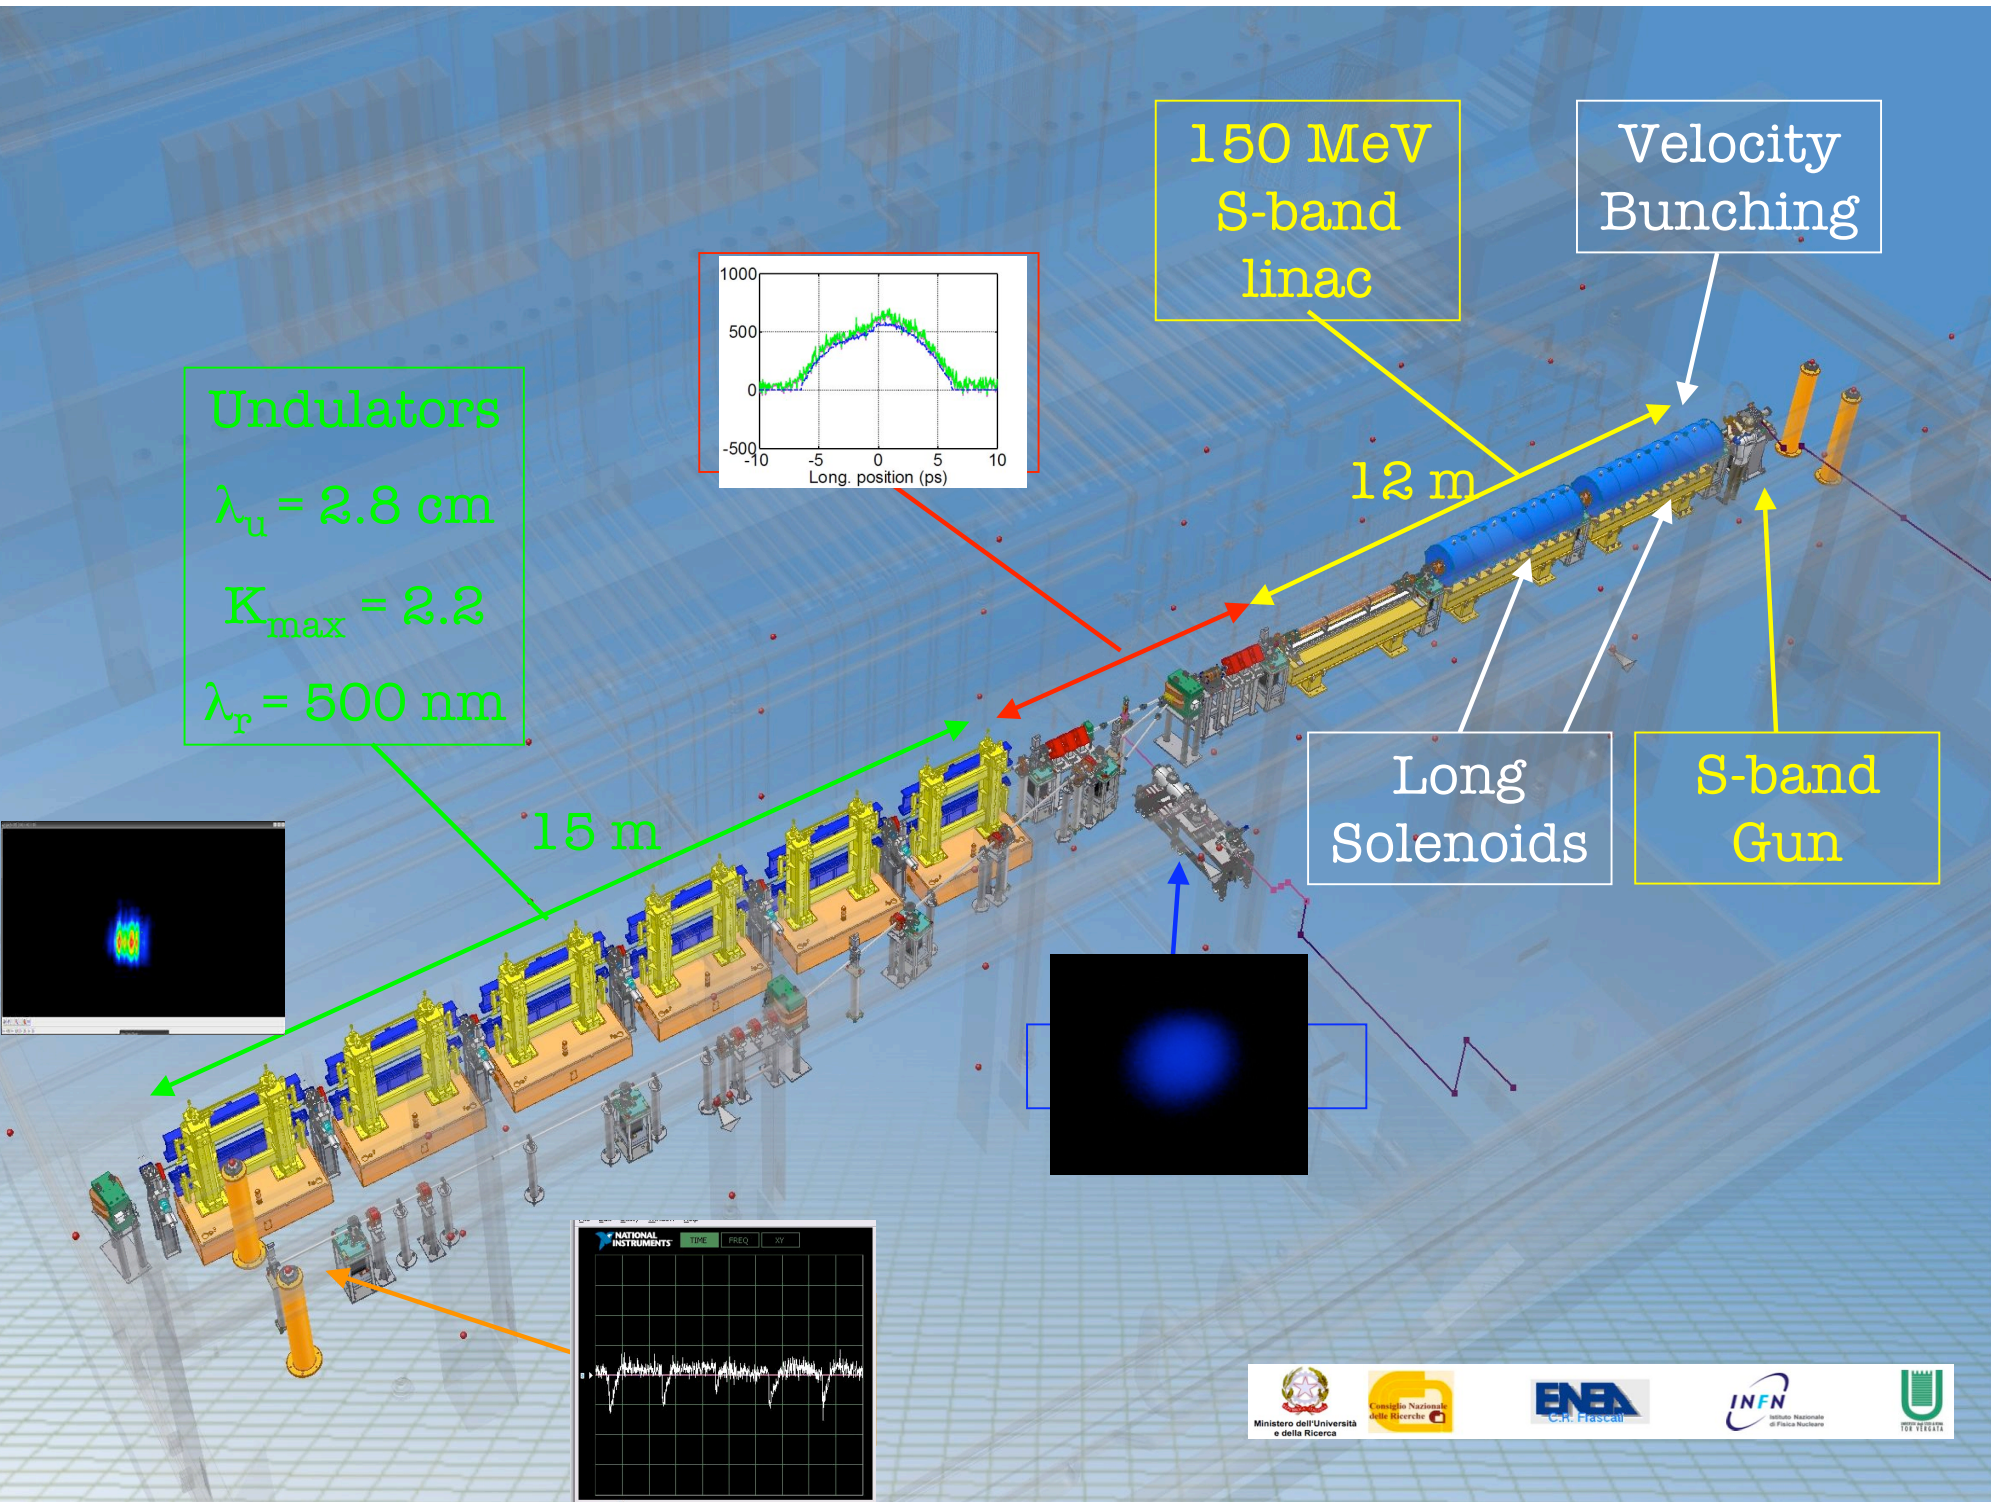 150 MeV
S-band
linac
Velocity
Bunching
1000
500
0
-500
-10
-5
0
5
10
Long. position (ps)
Undulators
λu = 2.8 cm
Kmax = 2.2
λr = 500 nm
12 m
15 m
Long
Solenoids
S-band
Gun
NATIONAL
INSTRUMENTS
TIME
FREQ
XY
Ministero dell'Università
e della Ricerca
Consiglio Nazionale
delle Ricerche
ENEA
C.R. Frascati
INFN
Istituto Nazionale
di Fisica Nucleare
TOR VERGATA